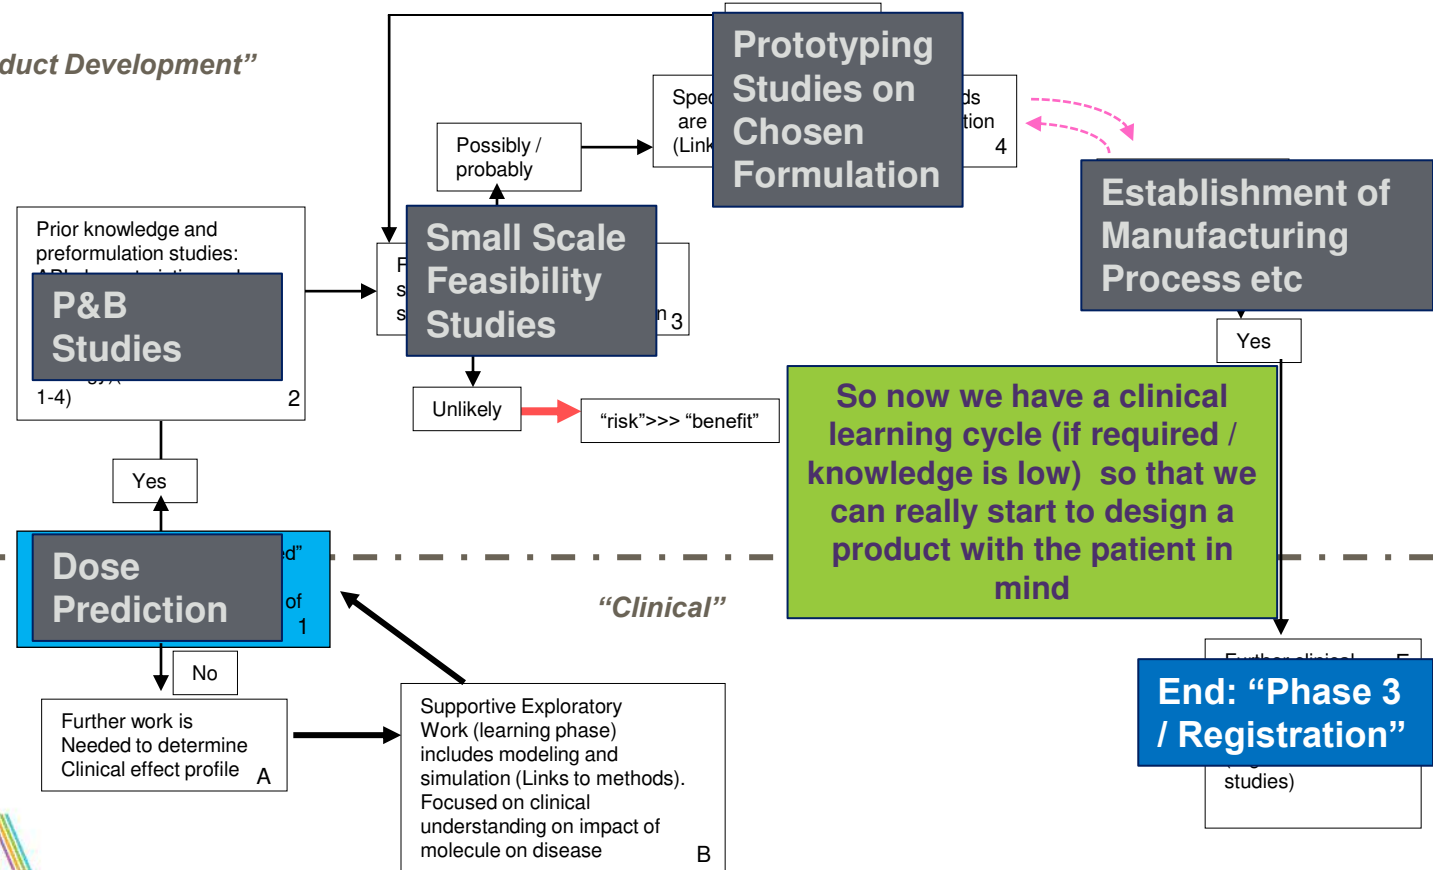 duct Development”
Prototyping
Studies on
Chosen
Formulation
ds
are
tion
(Link
4
Possibly /
probably
Establishment of
Manufacturing
Process etc
Prior knowledge and
preformulation studies:
P&B
Studies
1-4)
2
Small Scale
Feasibility
Studies
3
Yes
Unlikely
“risk”>>> “benefit”
So now we have a clinical
learning cycle (if required /
knowledge is low) so that we
can really start to design a
product with the patient in
mind
Yes
Dose
Prediction
ed”
of
1
“Clinical”
No
Further work is
Needed to determine
Clinical effect profile
A
Supportive Exploratory
Work (learning phase)
includes modeling and
simulation (Links to methods).
Focused on clinical
understanding on impact of
molecule on disease
B
Further clinical
End: “Phase 3
/ Registration”
studies)